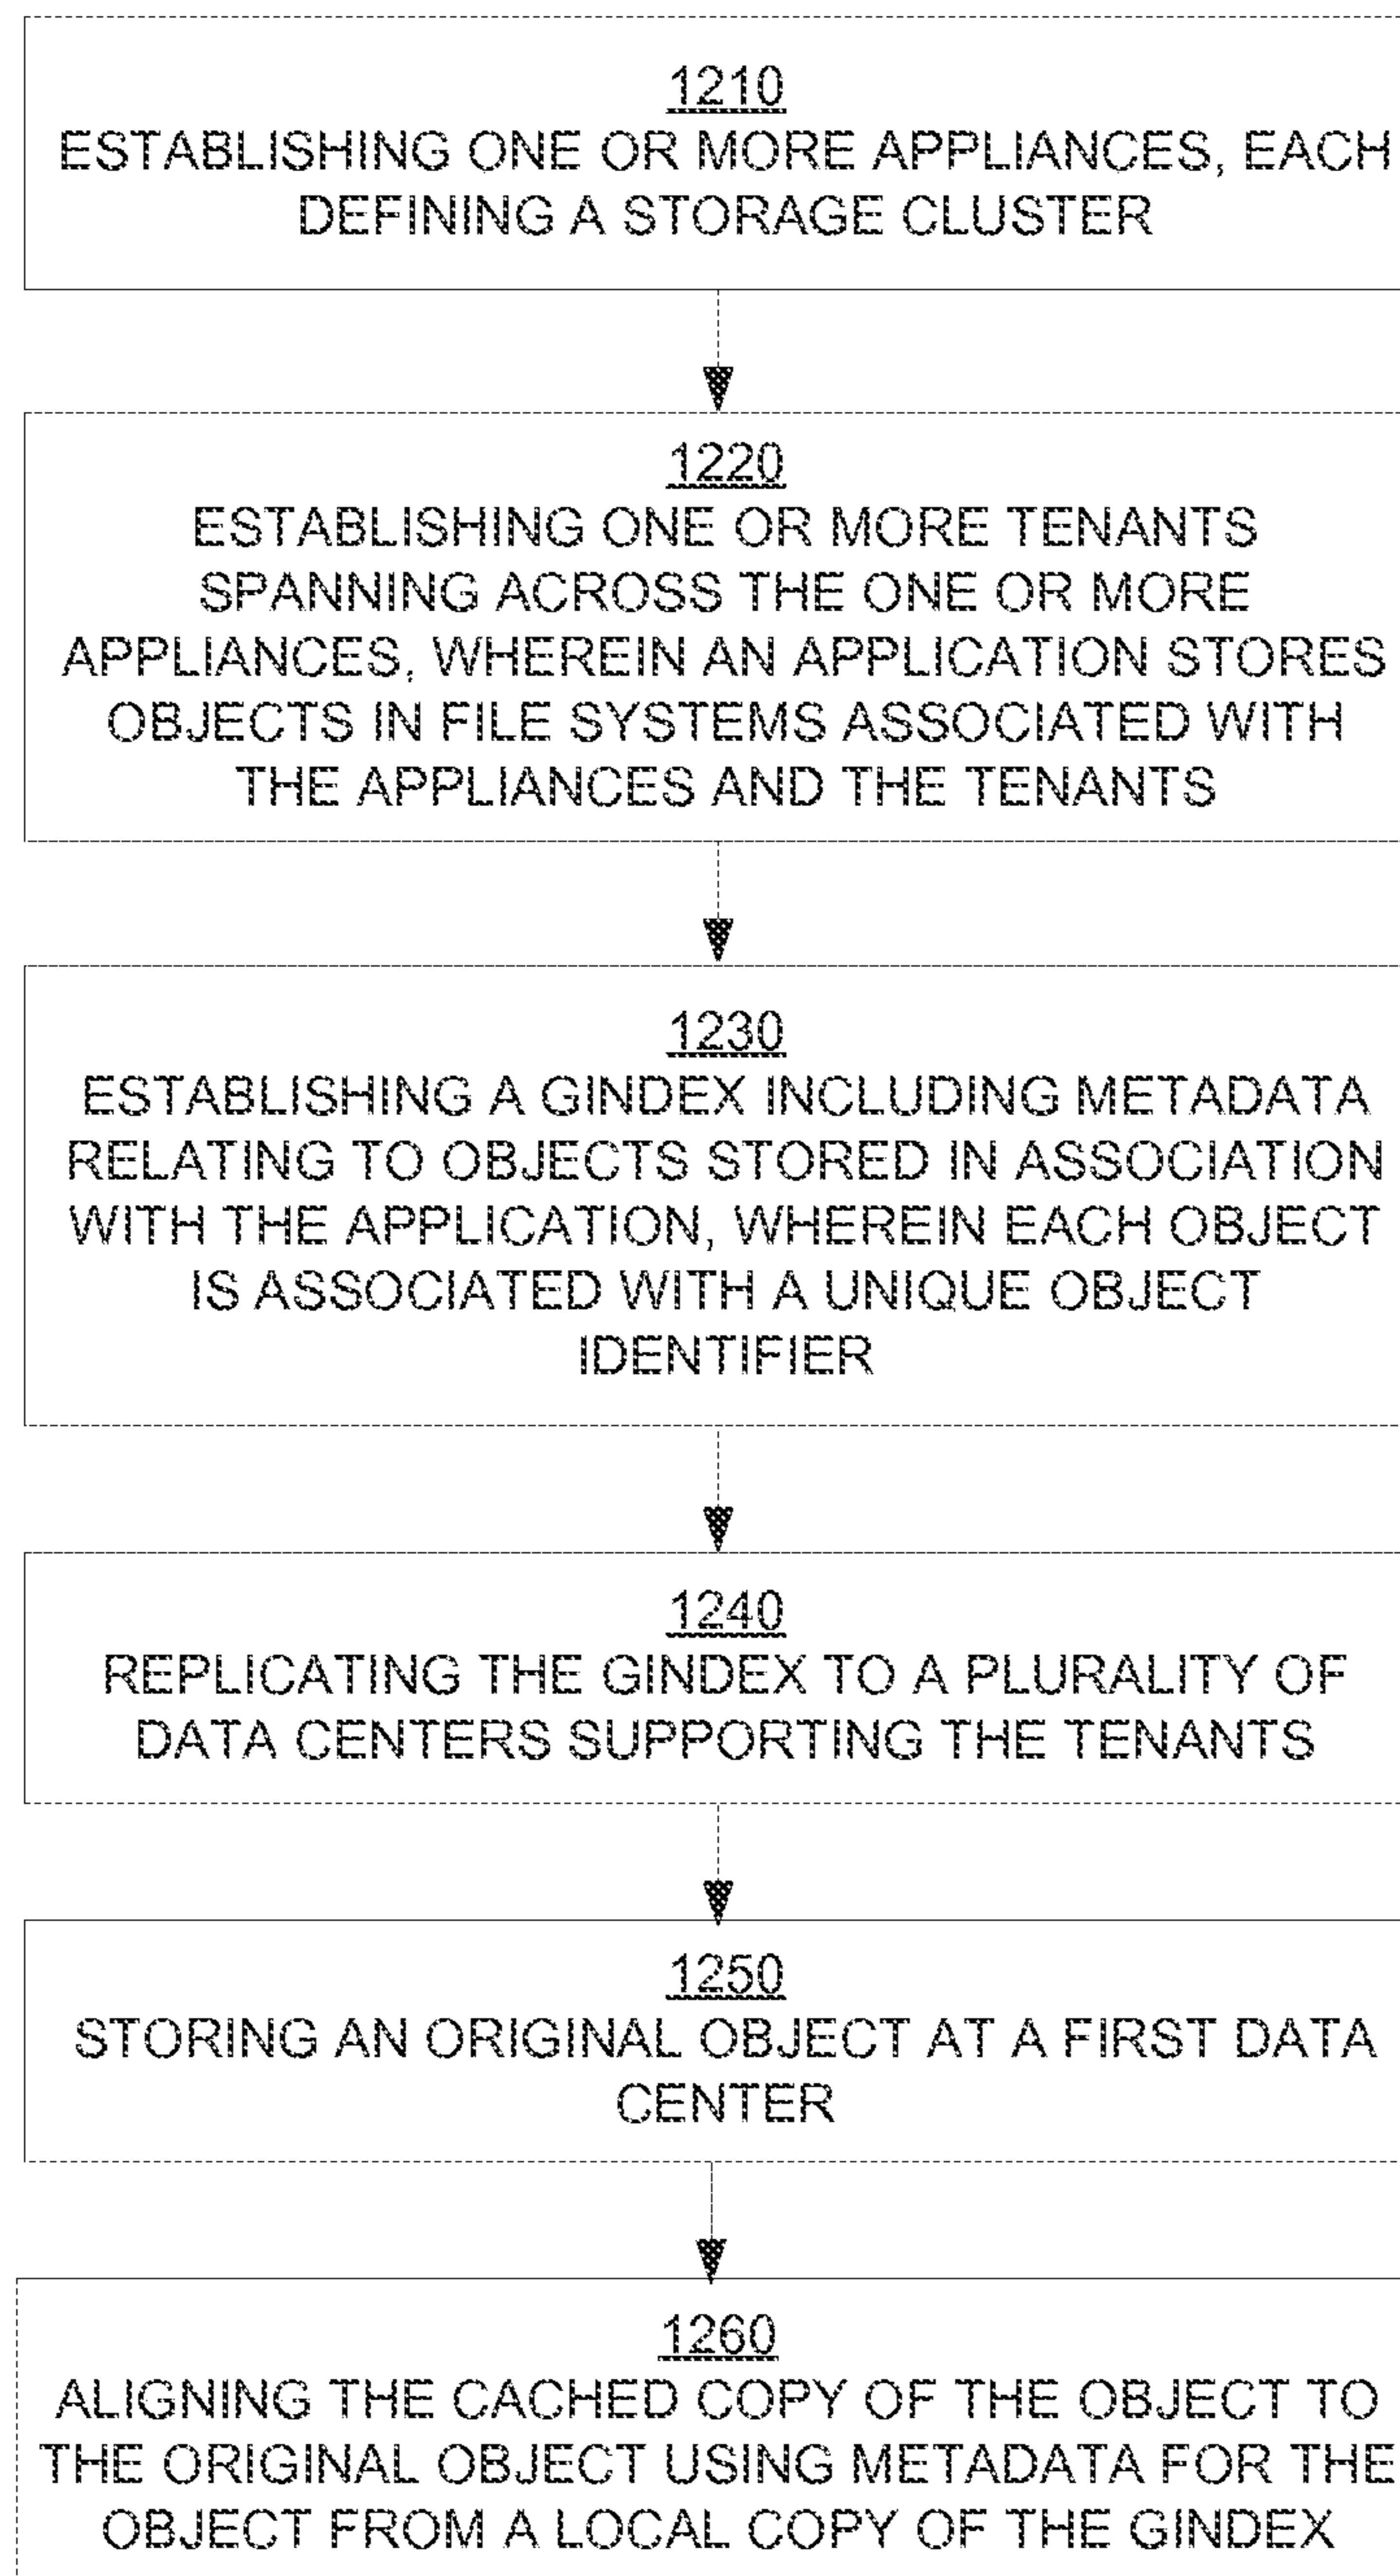 1210
ESTABLISHING ONE OR MORE APPLIANCES, EACH
DEFINING A STORAGE CLUSTER
1220
ESTABLISHING ONE OR MORE TENANTS
SPANNING ACROSS THE ONE OR MORE
APPLIANCES, WHEREIN AN APPLICATION STORES
OBJECTS IN FILE SYSTEMS ASSOCIATED WITH
THE APPLIANCES AND THE TENANTS
1230
ESTABLISHING A GINDEX INCLUDING METADATA
RELATING TO OBJECTS STORED IN ASSOCIATION
WITH THE APPLICATION, WHEREIN EACH OBJECT
IS ASSOCIATED WITH A UNIQUE OBJECT
IDENTIFIER
1240
REPLICATING THE GINDEX TO A PLURALITY OF
DATA CENTERS SUPPORTING THE TENANTS
1250
STORING AN ORIGINAL OBJECT AT A FIRST DATA
CENTER
1260
ALIGNING THE CACHED COPY OF THE OBJECT TO
THE ORIGINAL OBJECT USING METADATA FOR THE
OBJECT FROM A LOCAL COPY OF THE GINDEX